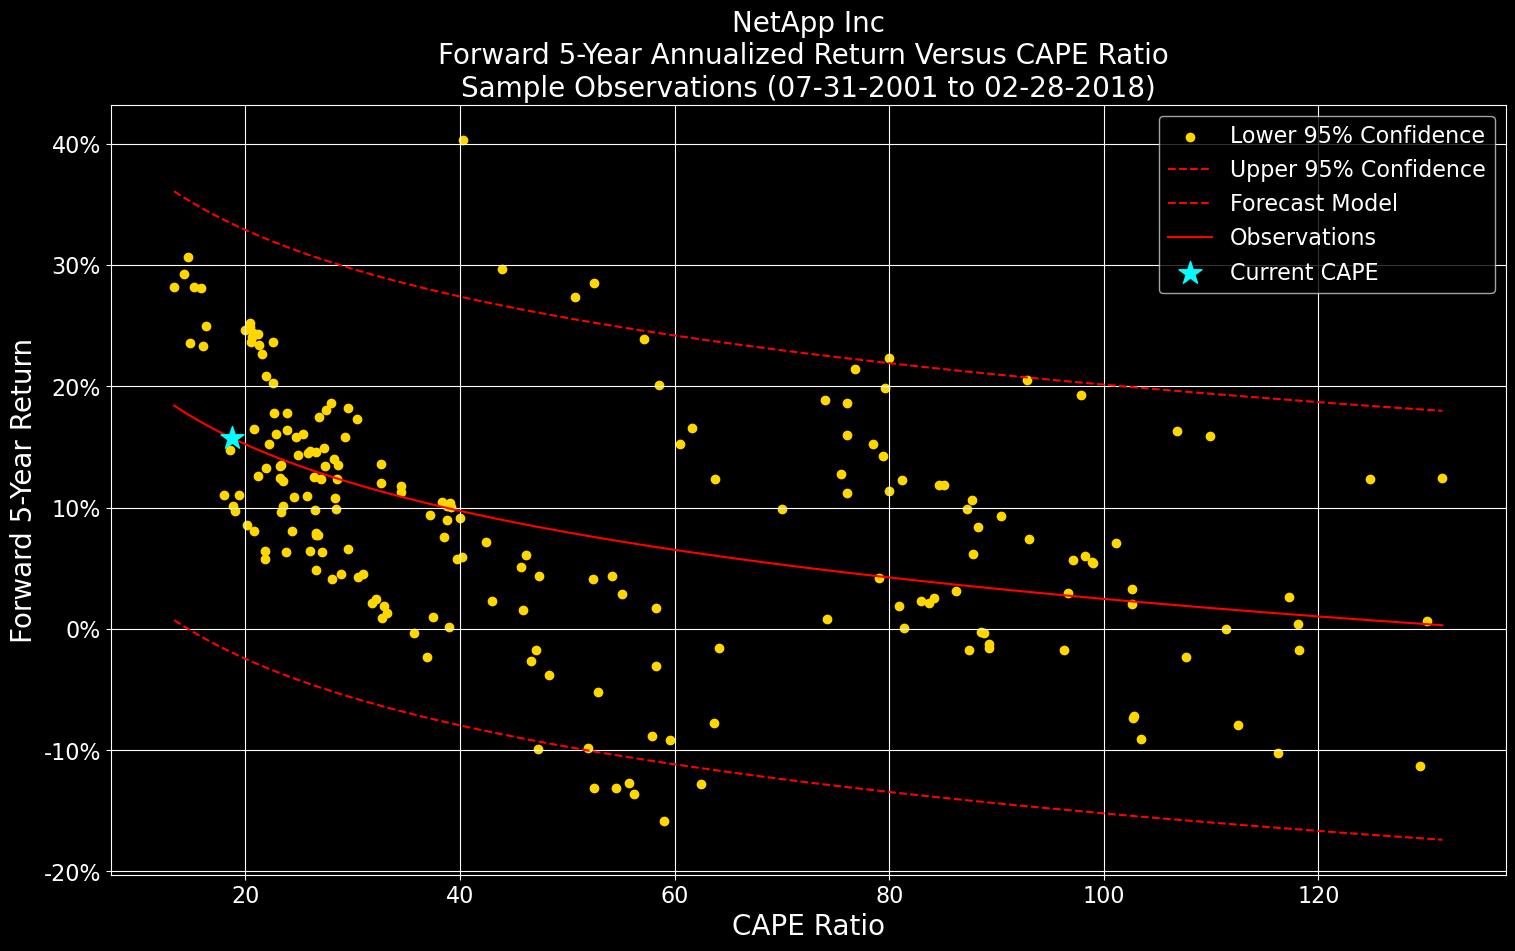 NetApp Inc
Forward 5-Year Annualized Return Versus CAPE Ratio
Sample Observations (07-31-2001 to 02-28-2018)
Lower 95% Confidence
Upper 95% Confidence
Forecast Model
Observations
Current CAPE
Forward 5-Year Return
40%
30%
20%
10%
0%
-10%
-20%
20 40 60 80 100 120
CAPE Ratio